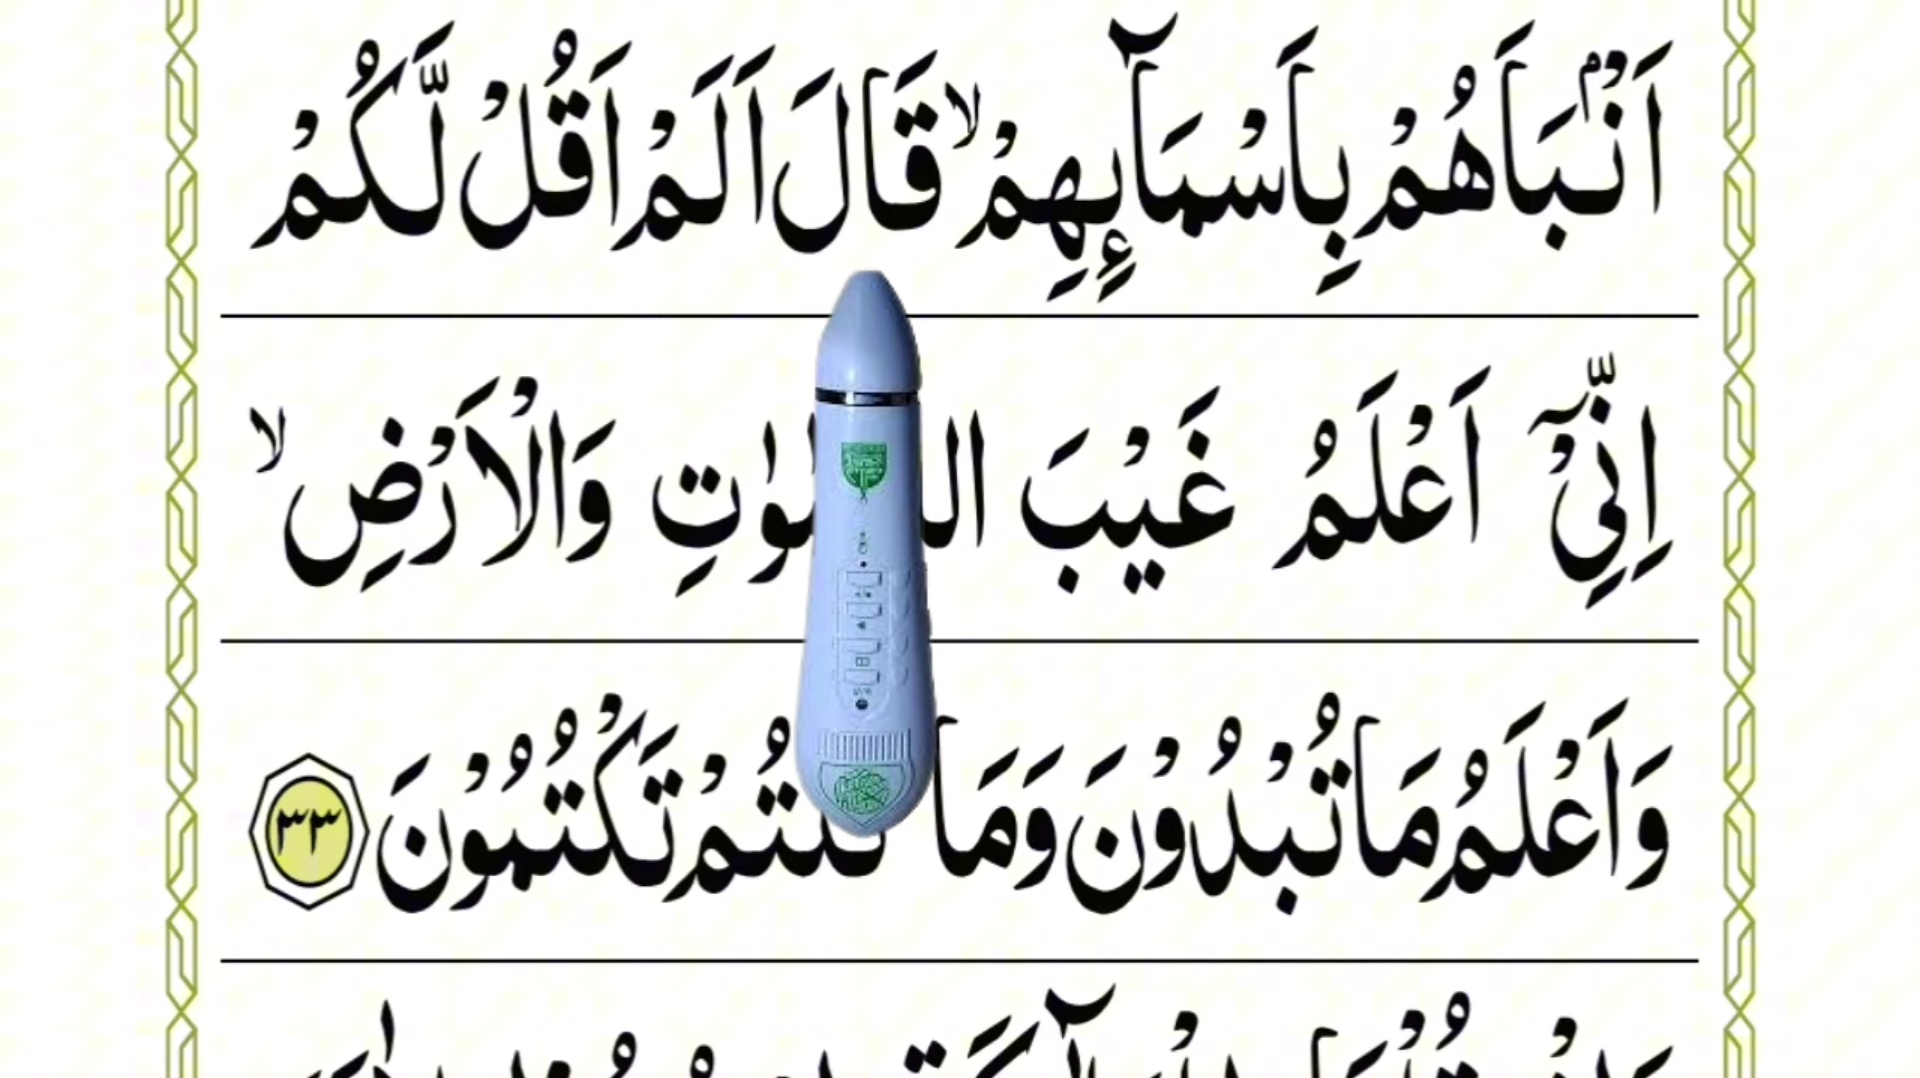 اَنْۢبَاَهُمْ بِاَسْمَآىِٕهِمْ ۙ قَالَ اَلَمْ اَقُلْ لَّكُمْ
اِنِّیْۤ اَعْلَمُ غَیْبَ وَالْاَرْضِ ۙ
وَاَعْلَمُ مَا تُبْدُوْنَ وَمَا تَكْتُمُوْنَ ٣٣